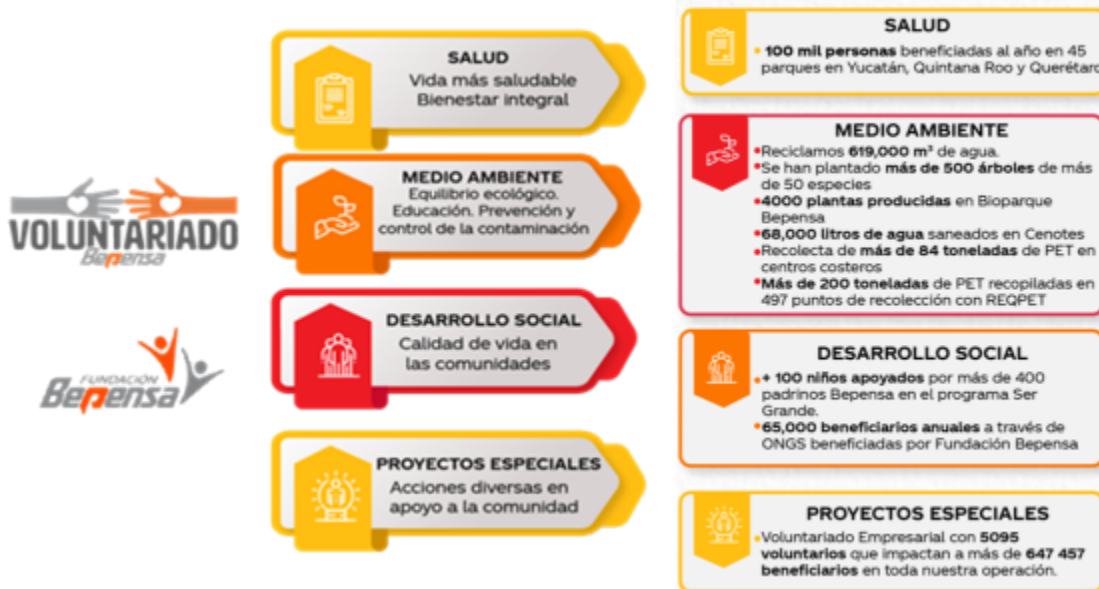 VOLUNTARIADO
Bepensa
FUNDACIÓN
Bepensa
SALUD
Vida más saludable
Bienestar integral
MEDIO AMBIENTE
Equilibrio ecológico.
Educación. Prevención y
control de la contaminación
DESARROLLO SOCIAL
Calidad de vida en
las comunidades
PROYECTOS ESPECIALES
Acciones diversas en
apoyo a la comunidad
SALUD
• 100 mil personas beneficiadas al año en 45
parques en Yucatán, Quintana Roo y Querétaro
MEDIO AMBIENTE
•Reciclamos 619,000 m³ de agua.
•Se han plantado más de 500 árboles de más
de 50 especies
•4000 plantas producidas en Bioparque
Bepensa
•68,000 litros de agua saneados en Cenotes
•Recolecta de más de 84 toneladas de PET en
centros costeros
•Más de 200 toneladas de PET recopiladas en
497 puntos de recolección con REQPET
DESARROLLO SOCIAL
•+ 100 niños apoyados por más de 400
padrinos Bepensa en el programa Ser
Grande.
•65,000 beneficiarios anuales a través de
ONGS beneficiadas por Fundación Bepensa
PROYECTOS ESPECIALES
•Voluntariado Empresarial con 5095
voluntarios que impactan a más de 647 457
beneficiarios en toda nuestra operación.